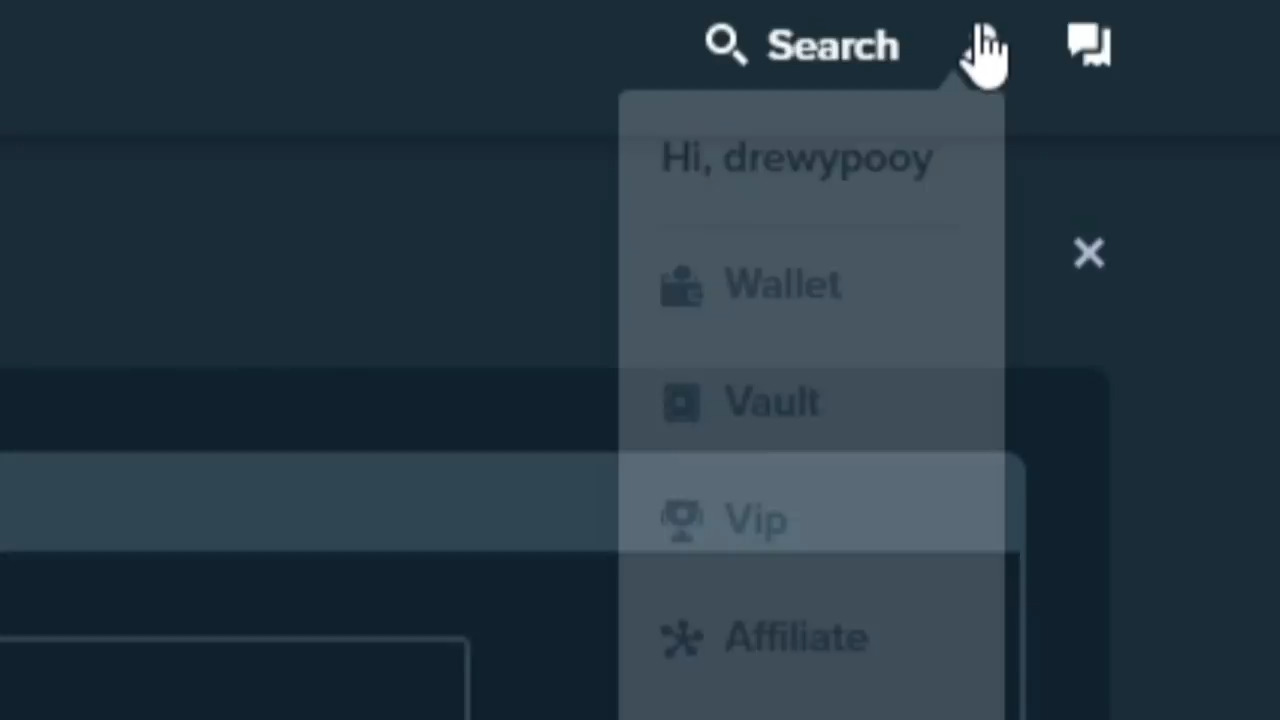 Search
Hi, drewypooy
Wallet
Vault
Vip
Affiliate